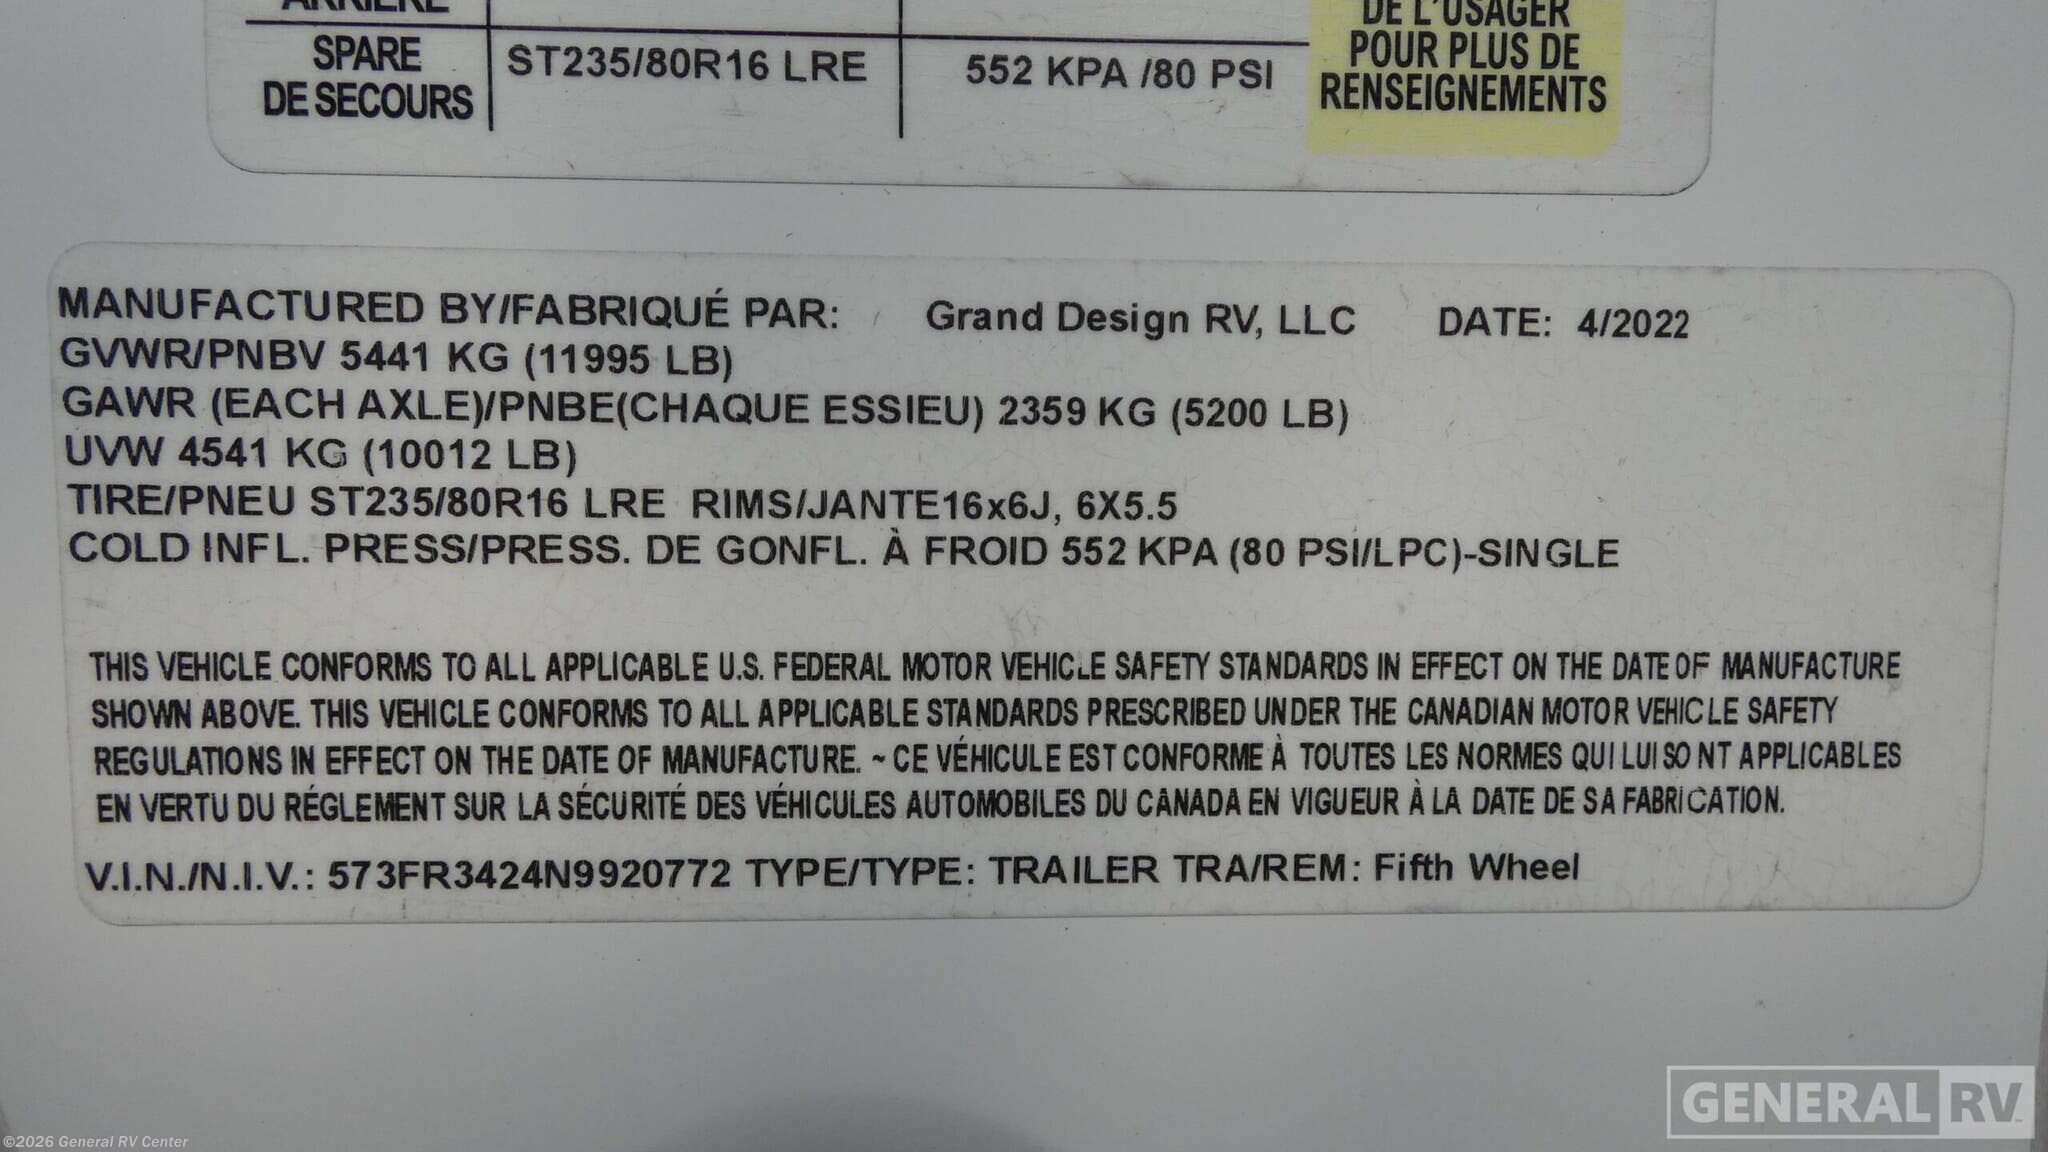 ARRIÈRE
SPARE
DE SECOURS
ST235/80R16 LRE
552 KPA /80 PSI
DE L'USAGER
POUR PLUS DE
RENSEIGNEMENTS
MANUFACTURED BY/FABRIQUÉ PAR: Grand Design RV, LLC DATE: 4/2022
GVWR/PNBV 5441 KG (11995 LB)
GAWR (EACH AXLE)/PNBE(CHAQUE ESSIEU) 2359 KG (5200 LB)
UVW 4541 KG (10012 LB)
TIRE/PNEU ST235/80R16 LRE RIMS/JANTE16x6J, 6X5.5
COLD INFL. PRESS/PRESS. DE GONFL. À FROID 552 KPA (80 PSI/LPC)-SINGLE
THIS VEHICLE CONFORMS TO ALL APPLICABLE U.S. FEDERAL MOTOR VEHICLE SAFETY STANDARDS IN EFFECT ON THE DATE OF MANUFACTURE
SHOWN ABOVE. THIS VEHICLE CONFORMS TO ALL APPLICABLE STANDARDS PRESCRIBED UNDER THE CANADIAN MOTOR VEHICLE SAFETY
REGULATIONS IN EFFECT ON THE DATE OF MANUFACTURE. ~ CE VÉHICULE EST CONFORME À TOUTES LES NORMES QUI LUI SONT APPLICABLES
EN VERTU DU RÉGLEMENT SUR LA SÉCURITÉ DES VÉHICULES AUTOMOBILES DU CANADA EN VIGUEUR À LA DATE DE SA FABRICATION.
V.I.N./N.I.V.: 573FR3424N9920772 TYPE/TYPE: TRAILER TRA/REM: Fifth Wheel
GENERAL RV
©2026 General RV Center